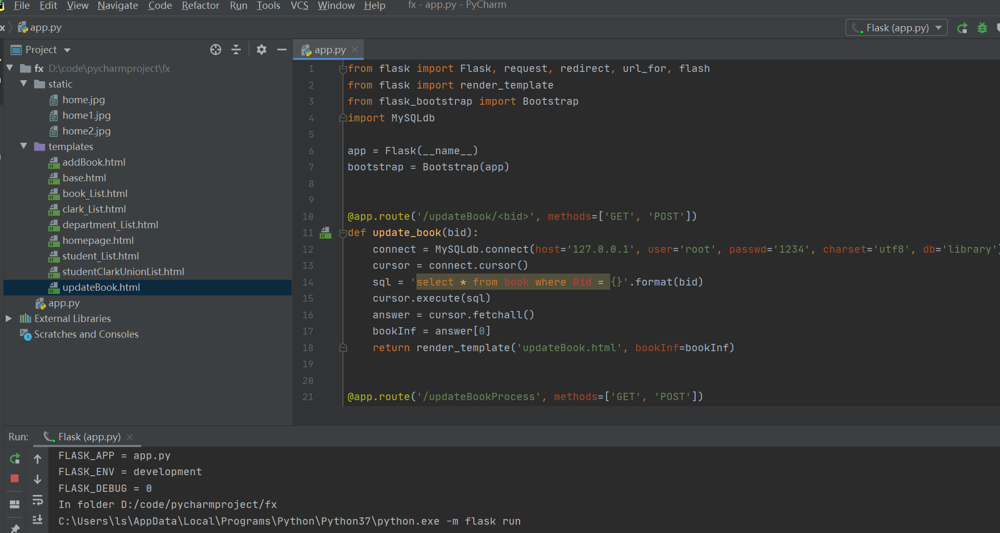 File Edit View Navigate Code Refactor Run Tools VCS Window Help fx - app.py - PyCharm
x app.py Flask (app.py)
Project
app.py
fx D:\code\pycharmproject\fx
static
home.jpg
home1.jpg
home2.jpg
templates
addBook.html
base.html
book_List.html
clark_List.html
department_List.html
homepage.html
student_List.html
studentClarkUnionList.html
updateBook.html
app.py
External Libraries
Scratches and Consoles
1 from flask import Flask, request, redirect, url_for, flash
2 from flask import render_template
3 from flask_bootstrap import Bootstrap
4 import MySQLdb
5
6 app = Flask(__name__)
7 bootstrap = Bootstrap(app)
8
9
10 @app.route('/updateBook/<bid>', methods=['GET', 'POST'])
11 def update_book(bid):
12 connect = MySQLdb.connect(host='127.0.0.1', user='root', passwd='1234', charset='utf8', db='library')
13 cursor = connect.cursor()
14 sql = 'select * from book where Bid = {}'.format(bid)
15 cursor.execute(sql)
16 answer = cursor.fetchall()
17 bookInf = answer[0]
18 return render_template('updateBook.html', bookInf=bookInf)
19
20
21 @app.route('/updateBookProcess', methods=['GET', 'POST'])
Run: Flask (app.py)
FLASK_APP = app.py
FLASK_ENV = development
FLASK_DEBUG = 0
In folder D:/code/pycharmproject/fx
C:\Users\ls\AppData\Local\Programs\Python\Python37\python.exe -m flask run